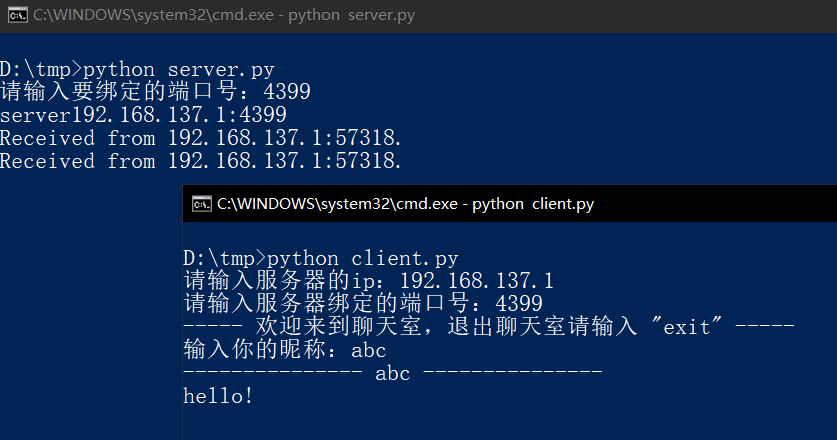 C:\WINDOWS\system32\cmd.exe - python server.py
D:\tmp>python server.py
请输入要绑定的端口号：4399
server192.168.137.1:4399
Received from 192.168.137.1:57318.
Received from 192.168.137.1:57318.
C:\WINDOWS\system32\cmd.exe - python client.py
D:\tmp>python client.py
请输入服务器的ip：192.168.137.1
请输入服务器绑定的端口号：4399
----- 欢迎来到聊天室，退出聊天室请输入 "exit" -----
输入你的昵称：abc
--------------- abc ---------------
hello!